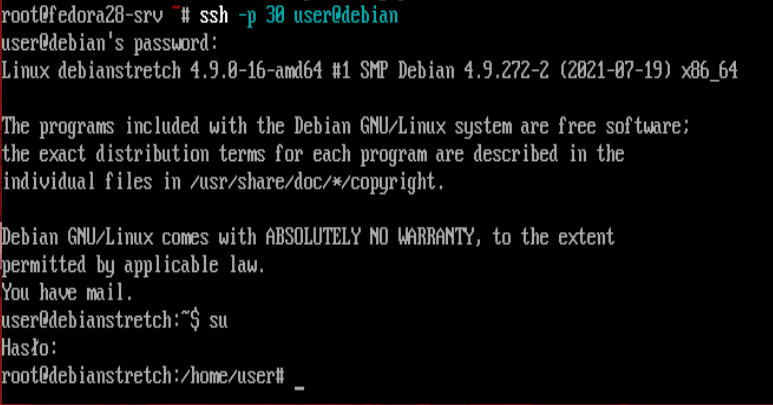 root@fedora28-srv ~# ssh -p 30 user@debian
user@debian's password:
Linux debianstretch 4.9.0-16-amd64 #1 SMP Debian 4.9.272-2 (2021-07-19) x86_64
The programs included with the Debian GNU/Linux system are free software;
the exact distribution terms for each program are described in the
individual files in /usr/share/doc/*/copyright.
Debian GNU/Linux comes with ABSOLUTELY NO WARRANTY, to the extent
permitted by applicable law.
You have mail.
user@debianstretch:~$ su
Hasło:
root@debianstretch:/home/user# _